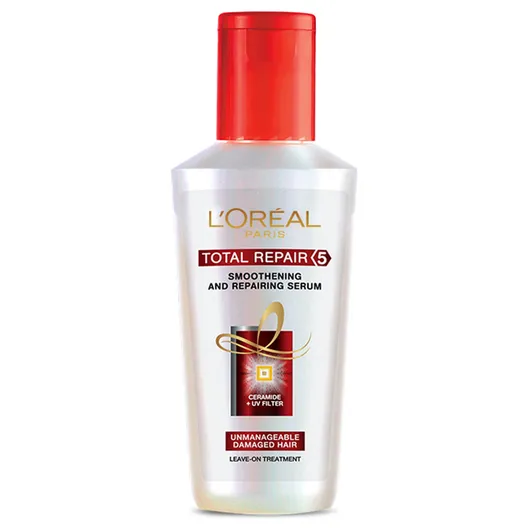 L'ORÉAL
PARIS
TOTAL REPAIR 5
SMOOTHENING
AND REPAIRING SERUM
CERAMIDE
+ UV FILTER
UNMANAGEABLE
DAMAGED HAIR
LEAVE-ON TREATMENT